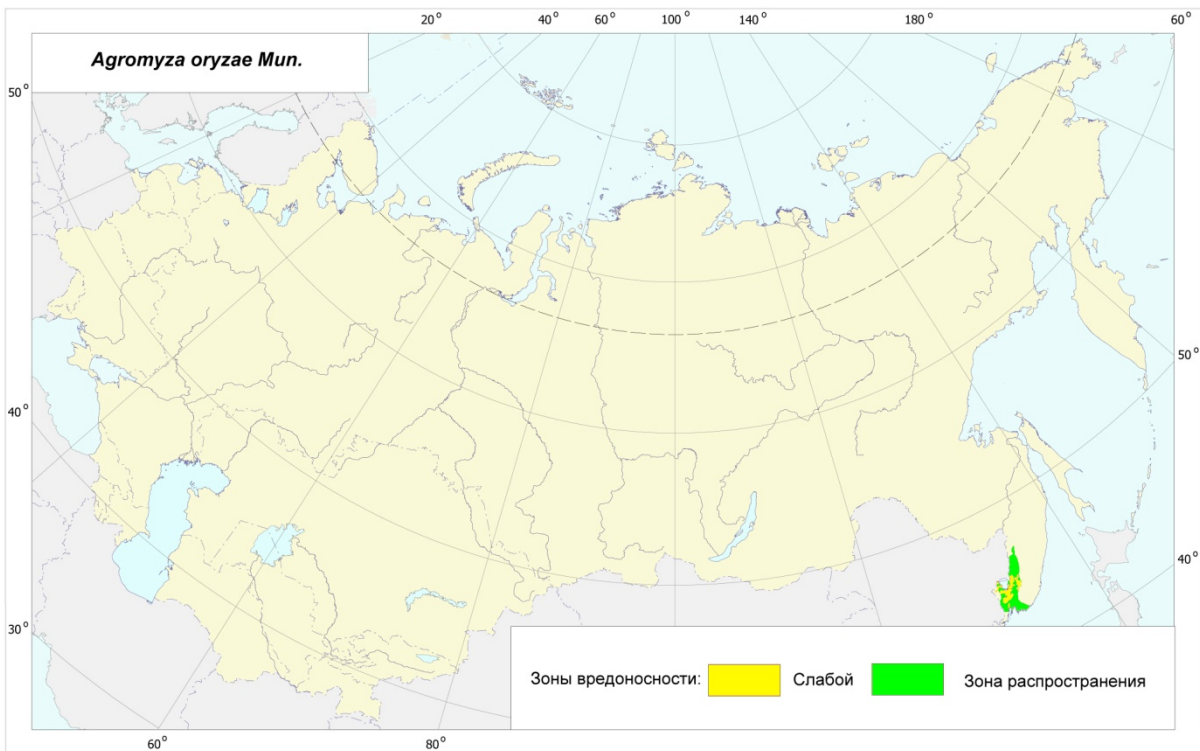 20° 40° 60° 100° 140° 180° 60°
Agromyza oryzae Mun.
50°
50°
40°
40°
30°
Зоны вредоносности: Слабой Зона распространения
60° 80°